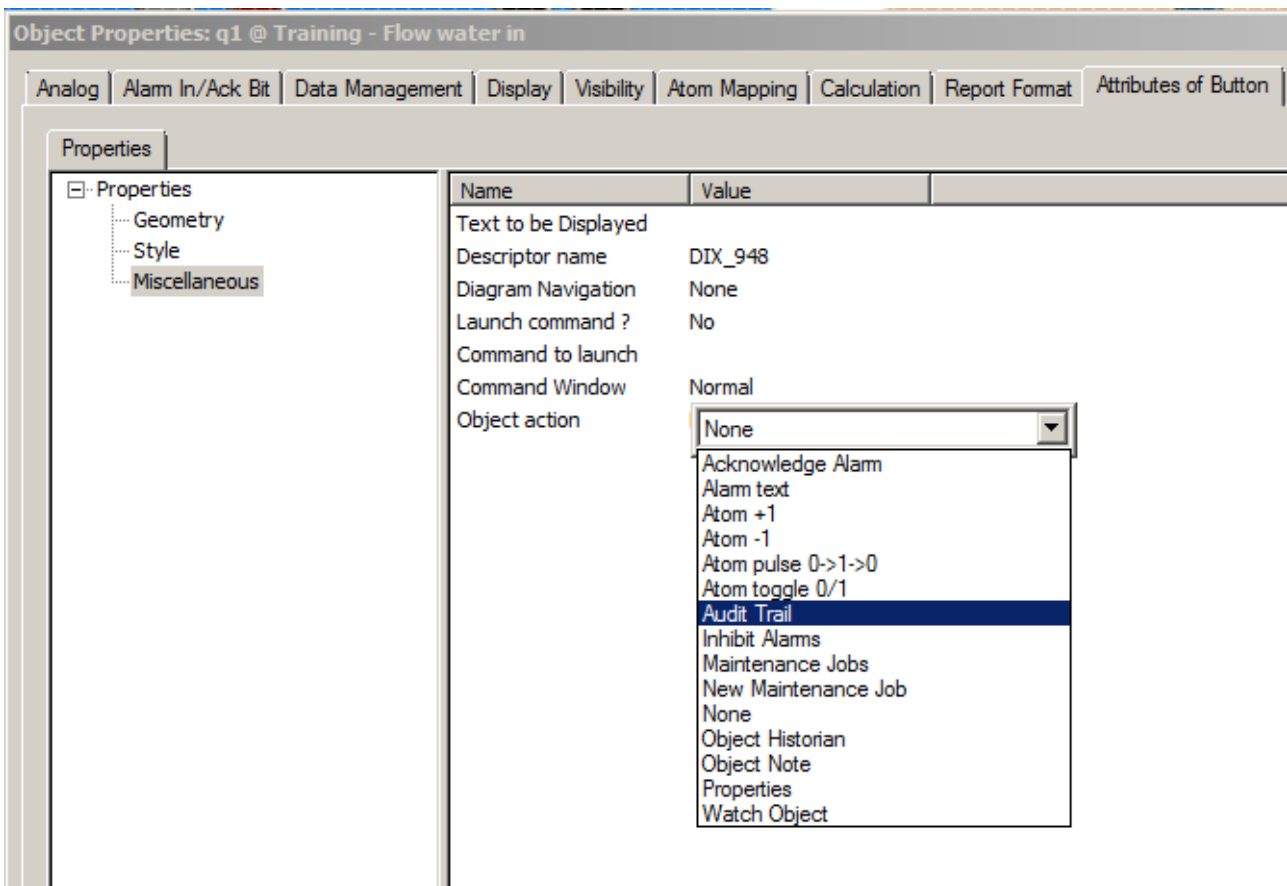 Object Properties: q1 @ Training - Flow water in
Analog Alarm In/Ack Bit Data Management Display Visibility Atom Mapping Calculation Report Format Attributes of Button
Properties
Properties
Geometry
Style
Miscellaneous
Name Value
Text to be Displayed
Descriptor name DIX_948
Diagram Navigation None
Launch command ? No
Command to launch
Command Window Normal
Object action None
Acknowledge Alarm
Alarm text
Atom +1
Atom -1
Atom pulse 0->1->0
Atom toggle 0/1
Audit Trail
Inhibit Alarms
Maintenance Jobs
New Maintenance Job
None
Object Historian
Object Note
Properties
Watch Object